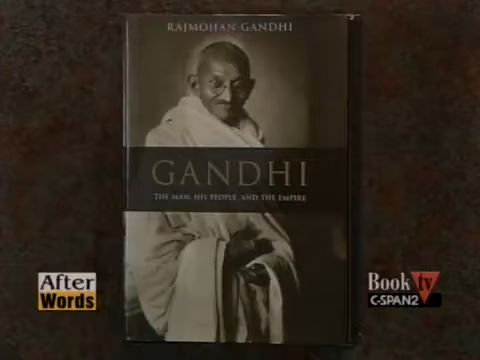 RAJMOHAN GANDHI
GANDHI
THE MAN, HIS PEOPLE, AND THE EMPIRE
After
Words
Book tv
C-SPAN2